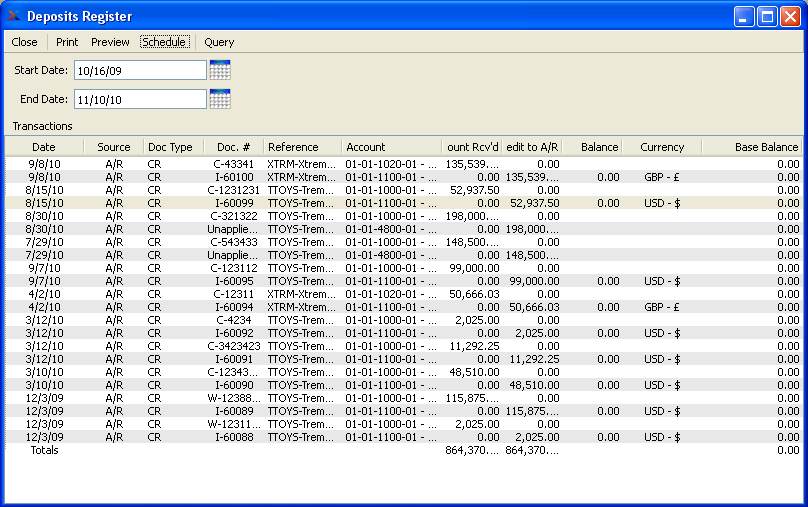 Deposits Register
Close Print Preview Schedule Query
Start Date: 10/16/09
End Date: 11/10/10
Transactions
Date Source Doc Type Doc. # Reference Account ount Rcv'd edit to A/R Balance Currency Base Balance
9/8/10 A/R CR C-43341 XTRM-Xtrem... 01-01-1020-01 - ... 135,539.... 0.00 0.00
9/8/10 A/R CR I-60100 XTRM-Xtrem... 01-01-1100-01 - ... 0.00 135,539.... 0.00 GBP - £ 0.00
8/15/10 A/R CR C-1231231 TTOYS-Trem... 01-01-1000-01 - ... 52,937.50 0.00 0.00
8/15/10 A/R CR I-60099 TTOYS-Trem... 01-01-1100-01 - ... 0.00 52,937.50 0.00 USD - $ 0.00
8/30/10 A/R CR C-321322 TTOYS-Trem... 01-01-1000-01 - ... 198,000.... 0.00 0.00
8/30/10 A/R CR Unapplie... TTOYS-Trem... 01-01-4800-01 - ... 0.00 198,000.... 0.00
7/29/10 A/R CR C-543433 TTOYS-Trem... 01-01-1000-01 - ... 148,500.... 0.00 0.00
7/29/10 A/R CR Unapplie... TTOYS-Trem... 01-01-4800-01 - ... 0.00 148,500.... 0.00
9/7/10 A/R CR C-123112 TTOYS-Trem... 01-01-1000-01 - ... 99,000.00 0.00 0.00
9/7/10 A/R CR I-60095 TTOYS-Trem... 01-01-1100-01 - ... 0.00 99,000.00 0.00 USD - $ 0.00
4/2/10 A/R CR C-12311 XTRM-Xtrem... 01-01-1020-01 - ... 50,666.03 0.00 0.00
4/2/10 A/R CR I-60094 XTRM-Xtrem... 01-01-1100-01 - ... 0.00 50,666.03 0.00 GBP - £ 0.00
3/12/10 A/R CR C-4234 TTOYS-Trem... 01-01-1000-01 - ... 2,025.00 0.00 0.00
3/12/10 A/R CR I-60092 TTOYS-Trem... 01-01-1100-01 - ... 0.00 2,025.00 0.00 USD - $ 0.00
3/12/10 A/R CR C-3423423 TTOYS-Trem... 01-01-1000-01 - ... 11,292.25 0.00 0.00
3/12/10 A/R CR I-60091 TTOYS-Trem... 01-01-1100-01 - ... 0.00 11,292.25 0.00 USD - $ 0.00
3/10/10 A/R CR C-12343... TTOYS-Trem... 01-01-1000-01 - ... 48,510.00 0.00 0.00
3/10/10 A/R CR I-60090 TTOYS-Trem... 01-01-1100-01 - ... 0.00 48,510.00 0.00 USD - $ 0.00
12/3/09 A/R CR W-12388... TTOYS-Trem... 01-01-1000-01 - ... 115,875.... 0.00 0.00
12/3/09 A/R CR I-60089 TTOYS-Trem... 01-01-1100-01 - ... 0.00 115,875.... 0.00 USD - $ 0.00
12/3/09 A/R CR W-12311... TTOYS-Trem... 01-01-1000-01 - ... 2,025.00 0.00 0.00
12/3/09 A/R CR I-60088 TTOYS-Trem... 01-01-1100-01 - ... 0.00 2,025.00 0.00 USD - $ 0.00
Totals 864,370.... 864,370.... 0.00